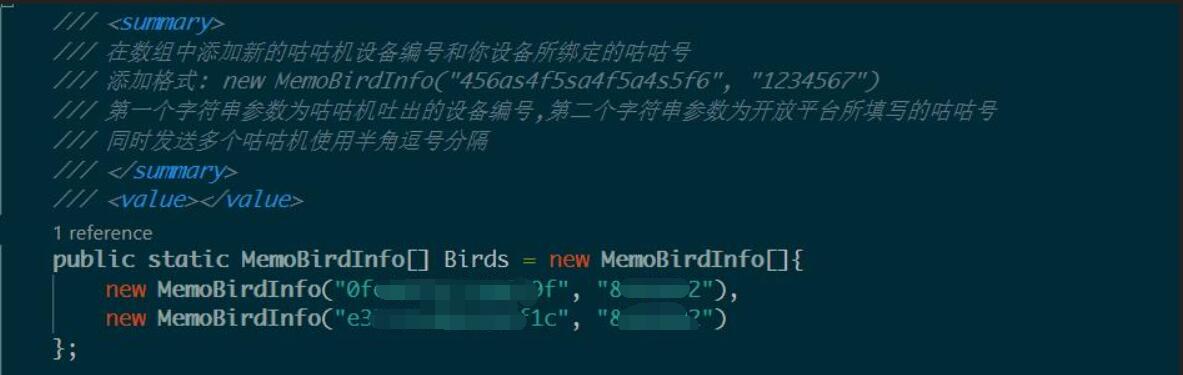 /// <summary>
/// 在数组中添加新的咕咕机设备编号和你设备所绑定的咕咕号
/// 添加格式: new MemoBirdInfo("456as4f5sa4f5a4s5f6", "1234567")
/// 第一个字符串参数为咕咕机吐出的设备编号,第二个字符串参数为开放平台所填写的咕咕号
/// 同时发送多个咕咕机使用半角逗号分隔
/// </summary>
/// <value></value>
1 reference
public static MemoBirdInfo[] Birds = new MemoBirdInfo[]{
new MemoBirdInfo("0f 9f", "8 2"),
new MemoBirdInfo("e3 f1c", "8 2")
};